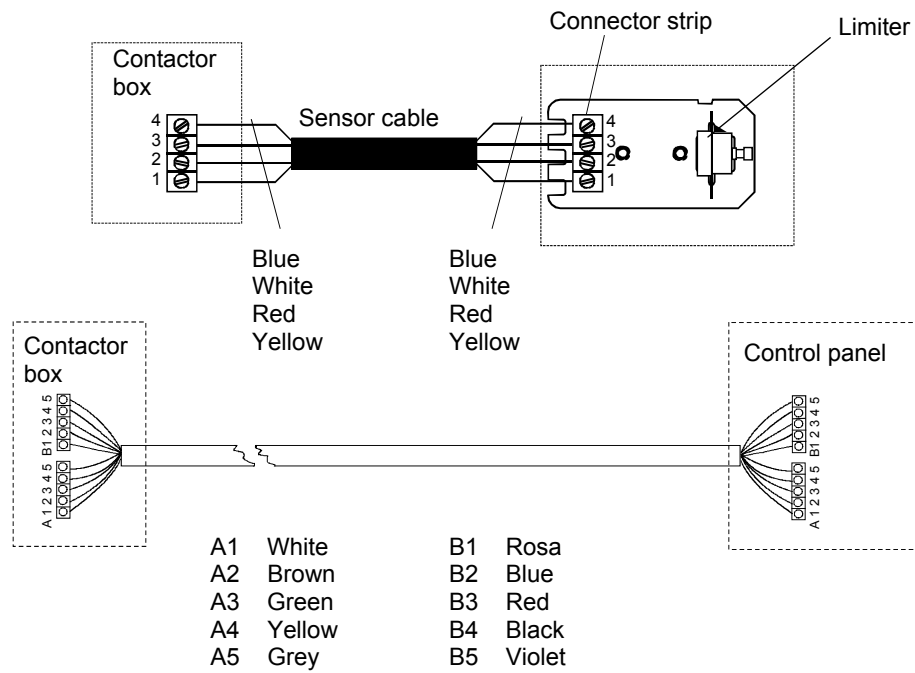 Connector strip
Limiter
Contactor
box
Sensor cable
4
3
2
1
4
3
2
1
Blue
White
Red
Yellow
Blue
White
Red
Yellow
Contactor
box
Control panel
B1 2 3 4 5
A 1 2 3 4 5
B1 2 3 4 5
A 1 2 3 4 5
A1 White B1 Rosa
A2 Brown B2 Blue
A3 Green B3 Red
A4 Yellow B4 Black
A5 Grey B5 Violet